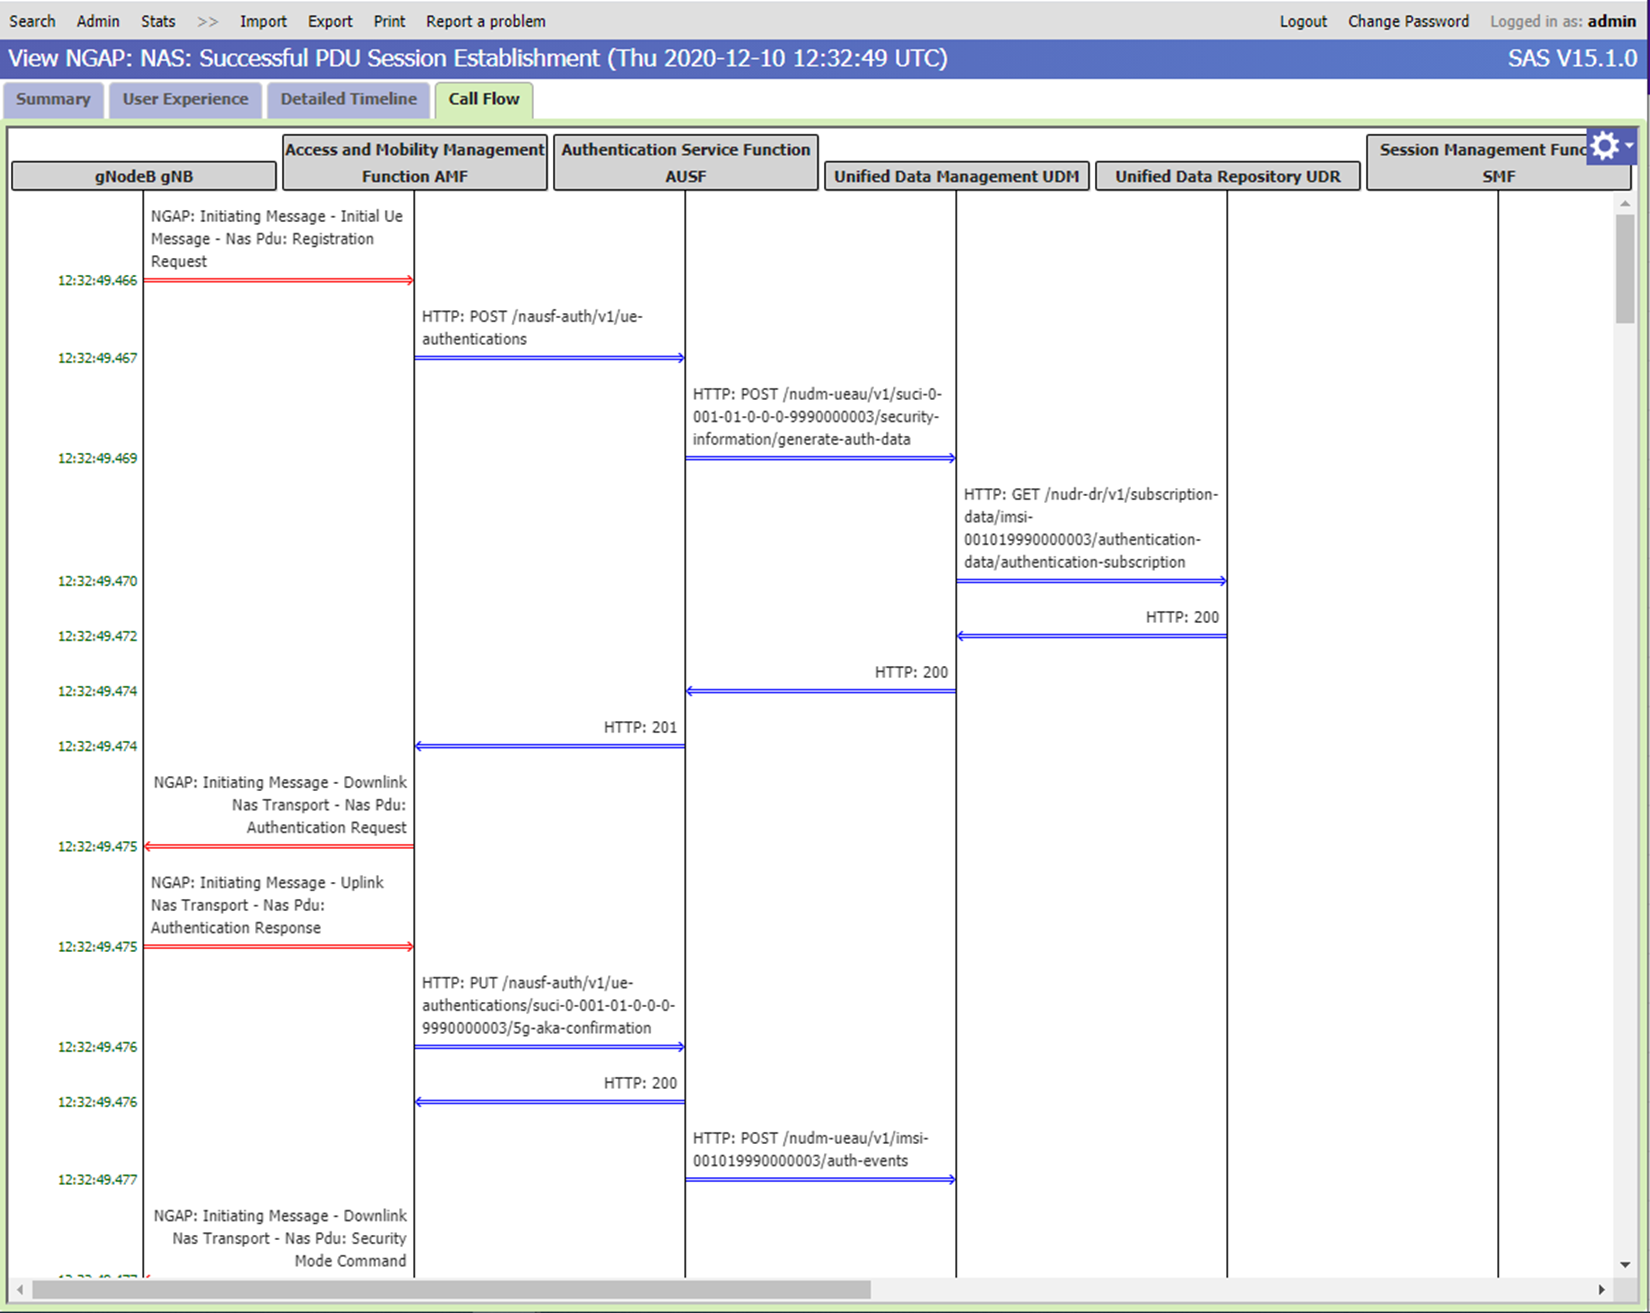 Search Admin Stats >> Import Export Print Report a problem Logout Change Password Logged in as: admin
View NGAP: NAS: Successful PDU Session Establishment (Thu 2020-12-10 12:32:49 UTC) SAS V15.1.0
Summary User Experience Detailed Timeline Call Flow
gNodeB gNB
Access and Mobility Management
Function AMF
Authentication Service Function
AUSF
Unified Data Management UDM
Unified Data Repository UDR
Session Management Func
SMF
NGAP: Initiating Message - Initial Ue
Message - Nas Pdu: Registration
Request
12:32:49.466
HTTP: POST /nausf-auth/v1/ue-
authentications
12:32:49.467
HTTP: POST /nudm-ueau/v1/suci-0-
001-01-0-0-0-9990000003/security-
information/generate-auth-data
12:32:49.469
HTTP: GET /nudr-dr/v1/subscription-
data/imsi-
001019990000003/authentication-
data/authentication-subscription
12:32:49.470
HTTP: 200
12:32:49.472
HTTP: 200
12:32:49.474
HTTP: 201
12:32:49.474
NGAP: Initiating Message - Downlink
Nas Transport - Nas Pdu:
Authentication Request
12:32:49.475
NGAP: Initiating Message - Uplink
Nas Transport - Nas Pdu:
Authentication Response
12:32:49.475
HTTP: PUT /nausf-auth/v1/ue-
authentications/suci-0-001-01-0-0-0-
9990000003/5g-aka-confirmation
12:32:49.476
HTTP: 200
12:32:49.476
HTTP: POST /nudm-ueau/v1/imsi-
001019990000003/auth-events
12:32:49.477
NGAP: Initiating Message - Downlink
Nas Transport - Nas Pdu: Security
Mode Command